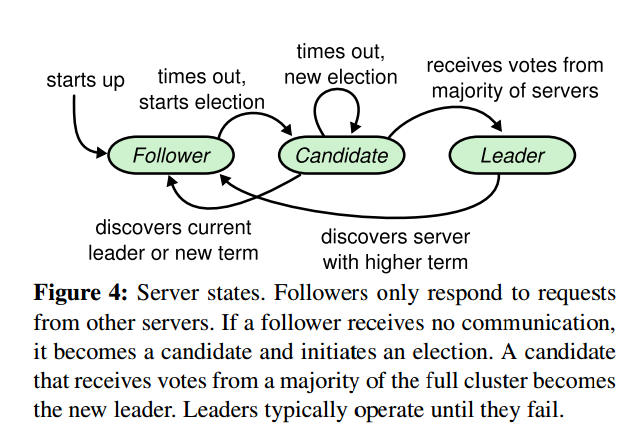 times out,
new election
starts up
times out,
starts election
receives votes from
majority of servers
Follower
Candidate
Leader
discovers current
leader or new term
discovers server
with higher term
Figure 4: Server states. Followers only respond to requests
from other servers. If a follower receives no communication,
it becomes a candidate and initiates an election. A candidate
that receives votes from a majority of the full cluster becomes
the new leader. Leaders typically operate until they fail.